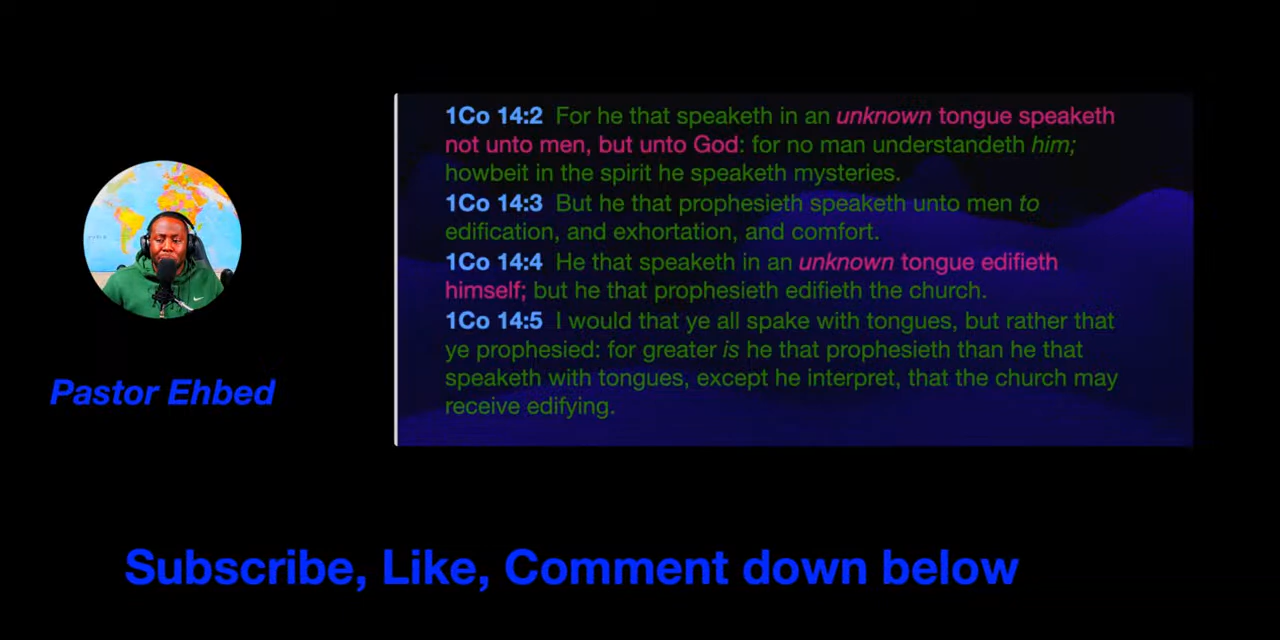 1Co 14:2 For he that speaketh in an unknown tongue speaketh
not unto men, but unto God: for no man understandeth him;
howbeit in the spirit he speaketh mysteries.
1Co 14:3 But he that prophesieth speaketh unto men to
edification, and exhortation, and comfort.
1Co 14:4 He that speaketh in an unknown tongue edifieth
himself; but he that prophesieth edifieth the church.
1Co 14:5 I would that ye all spake with tongues, but rather that
ye prophesied: for greater is he that prophesieth than he that
speaketh with tongues, except he interpret, that the church may
receive edifying.
Pastor Ehbed
Subscribe, Like, Comment down below